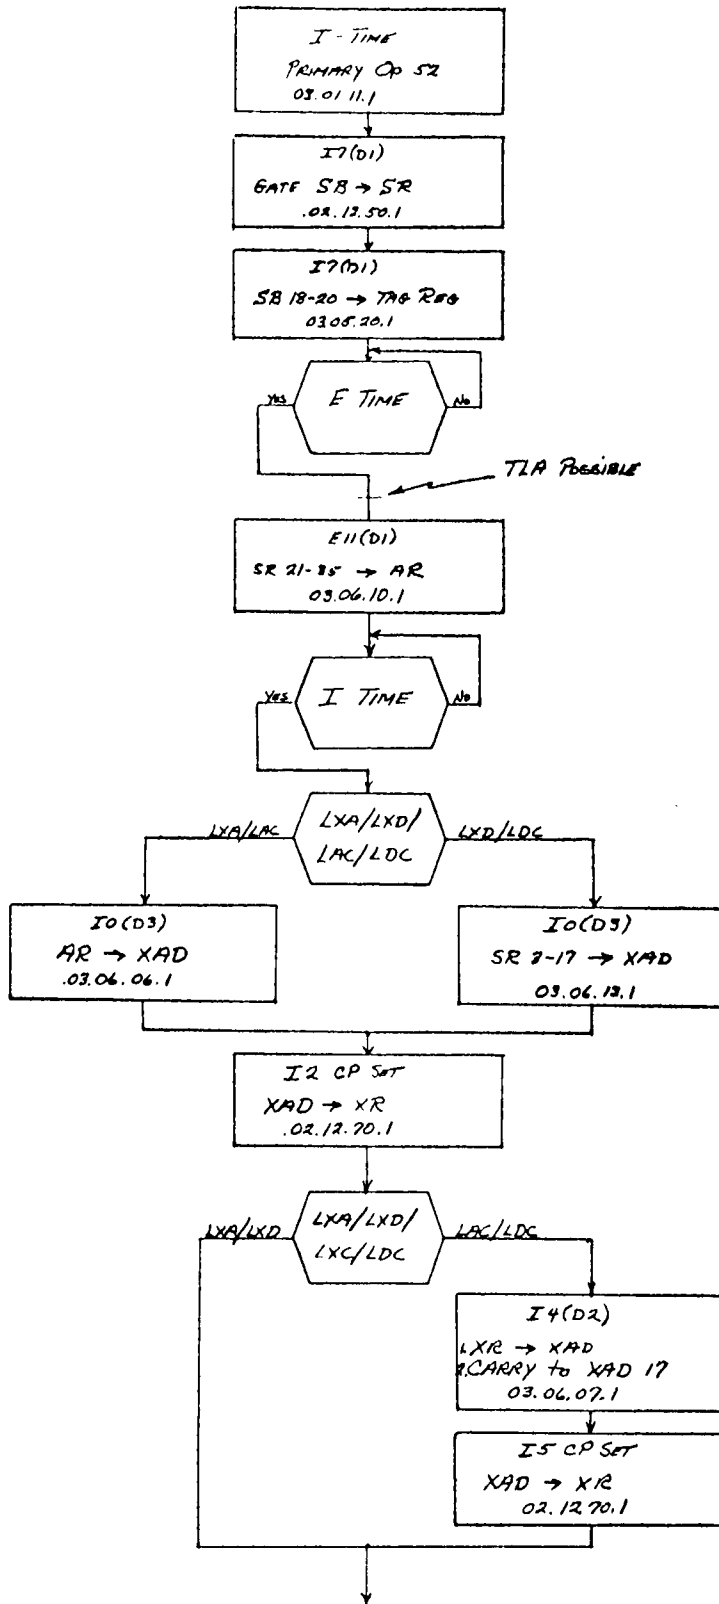 I-TIME
PRIMARY OP 52
03.01.11.1
I7(D1)
GATE SB → SR
.02.12.50.1
I7(D1)
SB 18-20 → TAG REG
03.05.20.1
E TIME
YES
NO
TLA POSSIBLE
E11(D1)
SR 21-35 → AR
03.06.10.1
I TIME
YES
NO
LXA/LXD/
LAC/LDC
LXA/LAC
LXD/LDC
I0(D3)
AR → XAD
.03.06.06.1
I0(D3)
SR 3-17 → XAD
03.06.13.1
I2 CP SET
XAD → XR
.02.12.70.1
LXA/LXD/
LXC/LDC
LXA/LXD
LAC/LDC
I4(D2)
1. XR → XAD
2. CARRY to XAD 17
03.06.07.1
I5 CP SET
XAD → XR
02.12.70.1